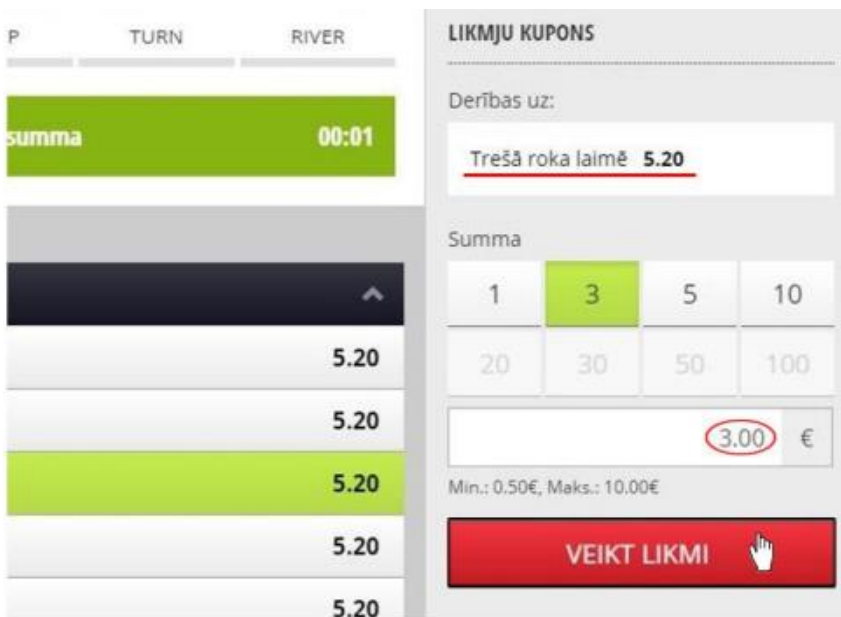 P TURN RIVER
summa 00:01
5.20
5.20
5.20
5.20
5.20
LIKMJU KUPONS
Derības uz:
Trešā roka laimē 5.20
Summa
1 3 5 10
20 30 50 100
3.00 €
Min.: 0.50€, Maks.: 10.00€
VEIKT LIKMI